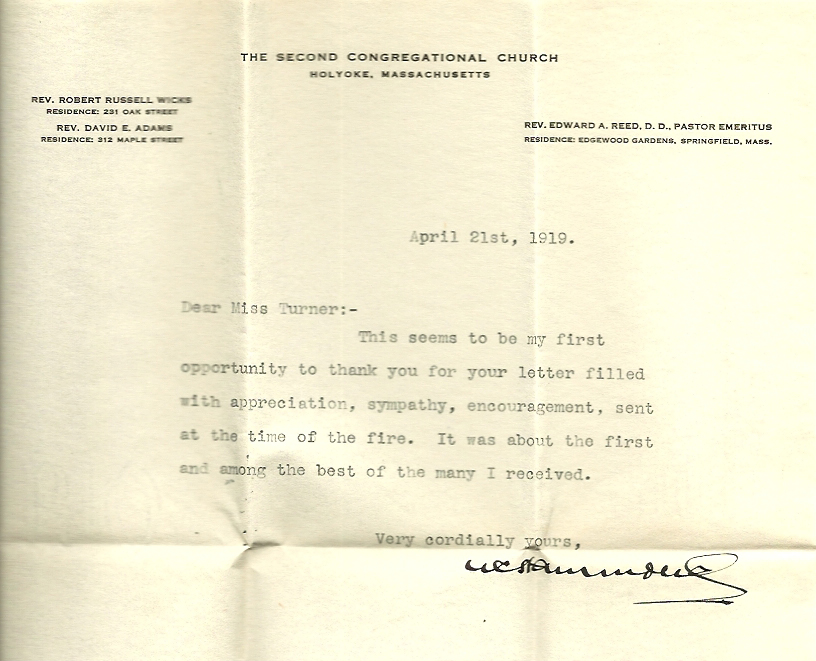 THE SECOND CONGREGATIONAL CHURCH
HOLYOKE, MASSACHUSETTS
REV. ROBERT RUSSELL WICKS
RESIDENCE: 231 OAK STREET
REV. DAVID E. ADAMS
RESIDENCE: 312 MAPLE STREET
REV. EDWARD A. REED, D. D., PASTOR EMERITUS
RESIDENCE: EDGEWOOD GARDENS, SPRINGFIELD, MASS.
April 21st, 1919.
Dear Miss Turner:-
This seems to be my first
opportunity to thank you for your letter filled
with appreciation, sympathy, encouragement, sent
at the time of the fire.  It was about the first
and among the best of the many I received.
Very cordially yours,